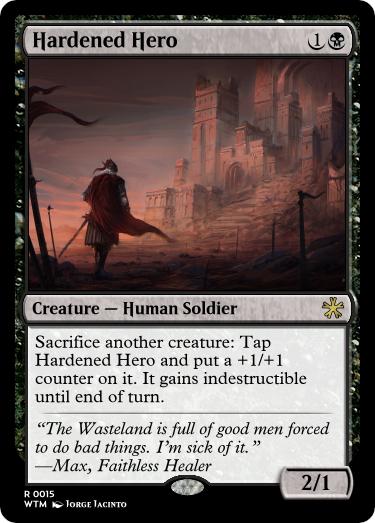 Hardened Hero 1
Creature — Human Soldier
Sacrifice another creature: Tap
Hardened Hero and put a +1/+1
counter on it. It gains indestructible
until end of turn.
“The Wasteland is full of good men forced
to do bad things. I’m sick of it.”
—Max, Faithless Healer
2/1
R 0015
WTM Jorge Jacinto